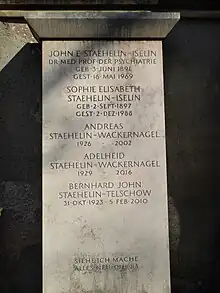 JOHN E. STAEHELIN-ISELIN
DR MED PROF DER PSYCHIATRIE
GEB·3·JUNI 1891
GEST·18·MAI 1969
SOPHIE ELISABETH
STAEHELIN-ISELIN
GEB·2·SEPT·1897
GEST·2·DEZ·1988
ANDREAS
STAEHELIN-WACKERNAGEL
1926 2002
ADELHEID
STAEHELIN-WACKERNAGEL
1929 2016
BERNHARD JOHN
STAEHELIN-TELSCHOW
31·OKT·1923 · 5·FEB·2010
SIEHE ICH MACHE
ALLES NEU